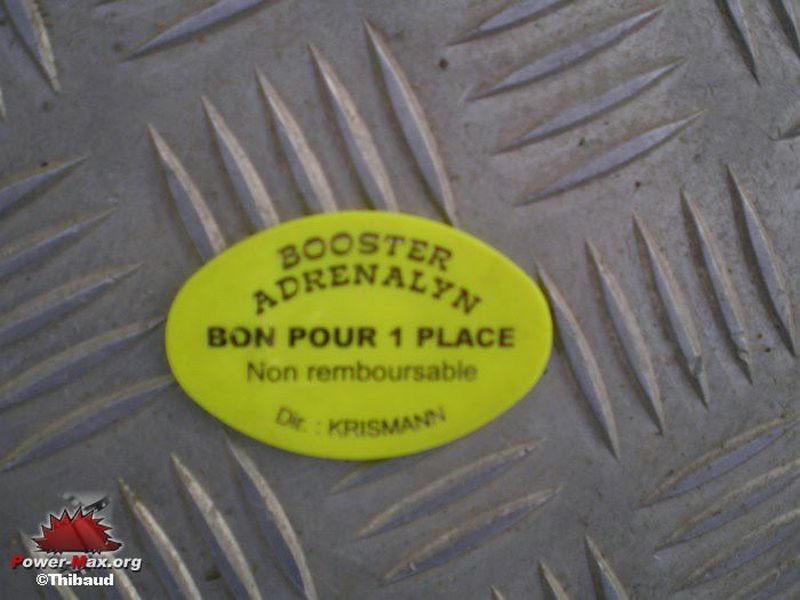 BOOSTER
ADRENALYN
BON POUR 1 PLACE
Non remboursable
Dir. : KRISMANN
Power-Max.org
©Thibaud